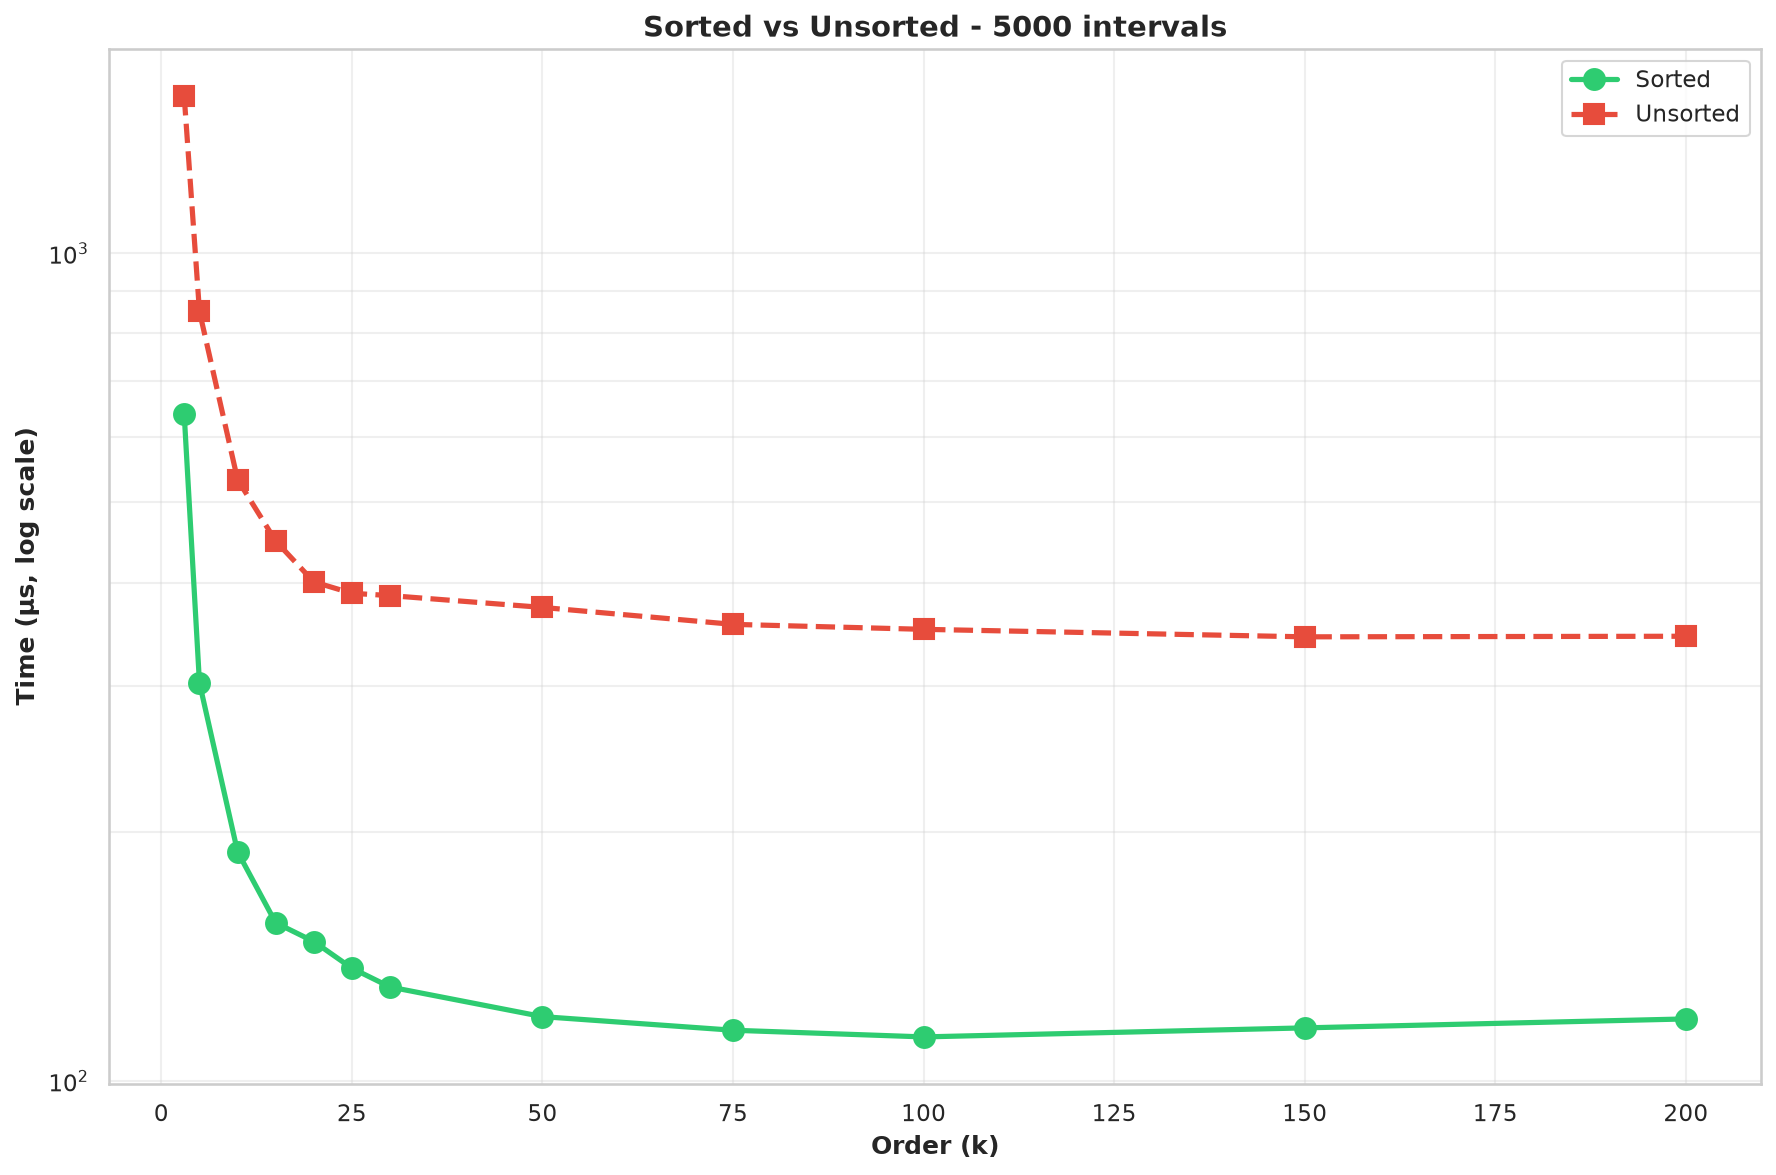 Sorted vs Unsorted - 5000 intervals
Sorted
Unsorted
Time (µs, log scale)
10³
10²
0 25 50 75 100 125 150 175 200
Order (k)